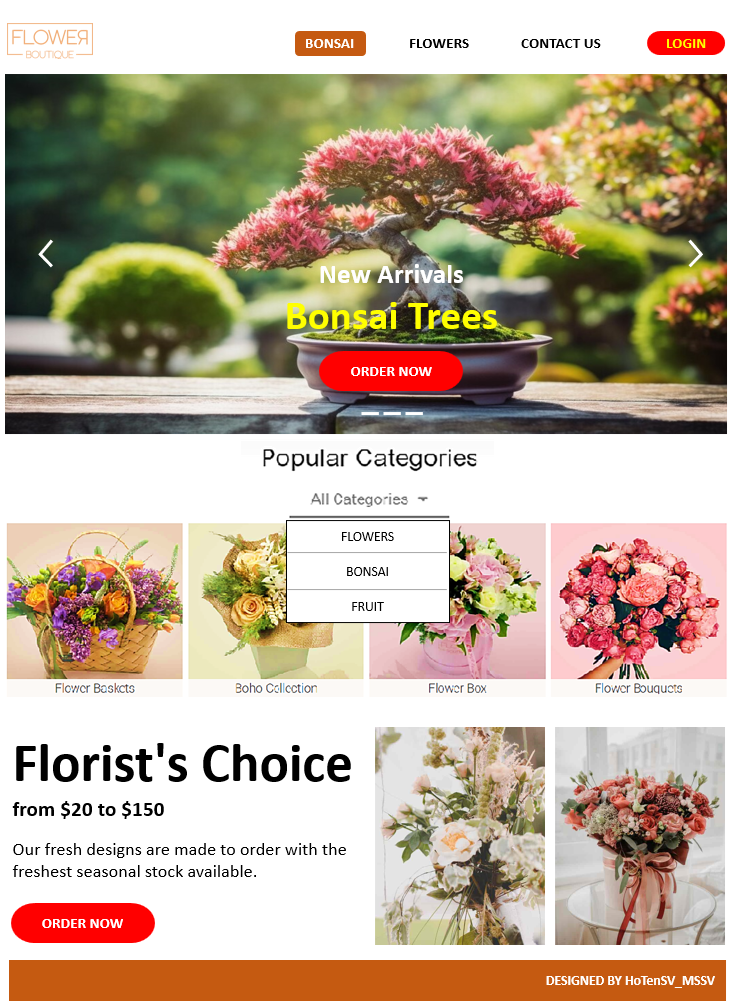 FLOWER
BOUTIQUE
BONSAI
FLOWERS
CONTACT US
LOGIN
New Arrivals
Bonsai Trees
ORDER NOW
Popular Categories
All Categories
FLOWERS
BONSAI
FRUIT
Flower Baskets
Boho Collection
Flower Box
Flower Bouquets
Florist's Choice
from $20 to $150
Our fresh designs are made to order with the
freshest seasonal stock available.
ORDER NOW
DESIGNED BY HoTenSV_MSSV